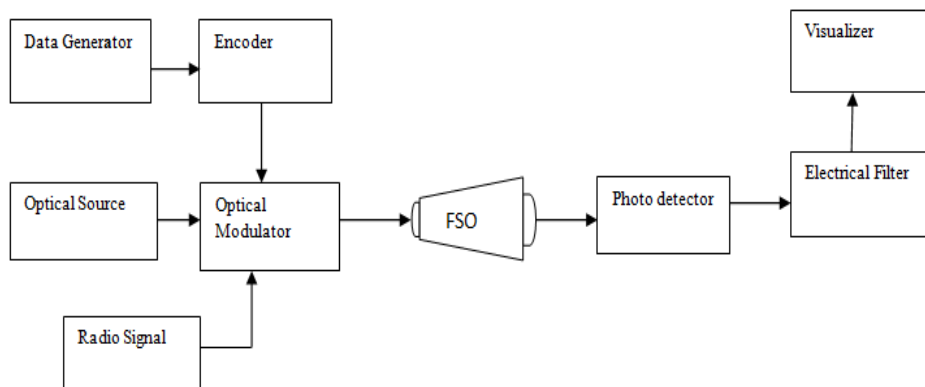 Data Generator
Encoder
Visualizer
Optical Source
Optical
Modulator
FSO
Photo detector
Electrical Filter
Radio Signal